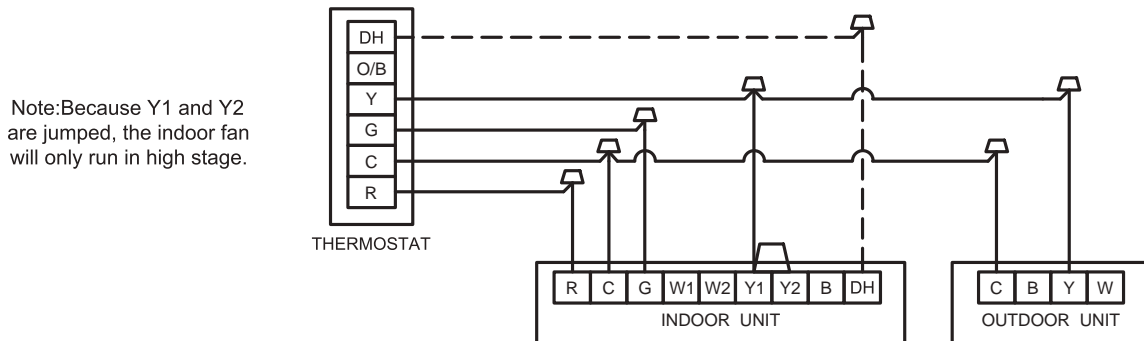 Note:Because Y1 and Y2
are jumped, the indoor fan
will only run in high stage.
DH
O/B
Y
G
C
R
THERMOSTAT
R C G W1 W2 Y1 Y2 B DH
INDOOR UNIT
C B Y W
OUTDOOR UNIT